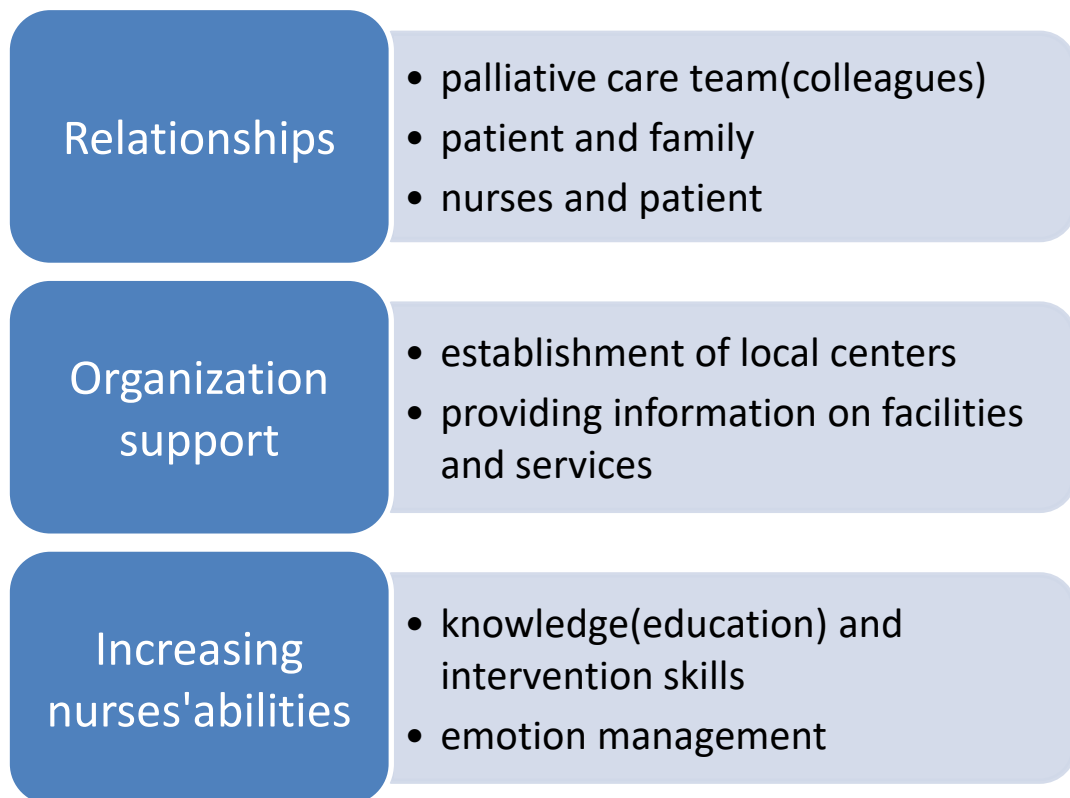 Relationships
• palliative care team(colleagues)
• patient and family
• nurses and patient
Organization
support
• establishment of local centers
• providing information on facilities
and services
Increasing
nurses'abilities
• knowledge(education) and
intervention skills
• emotion management